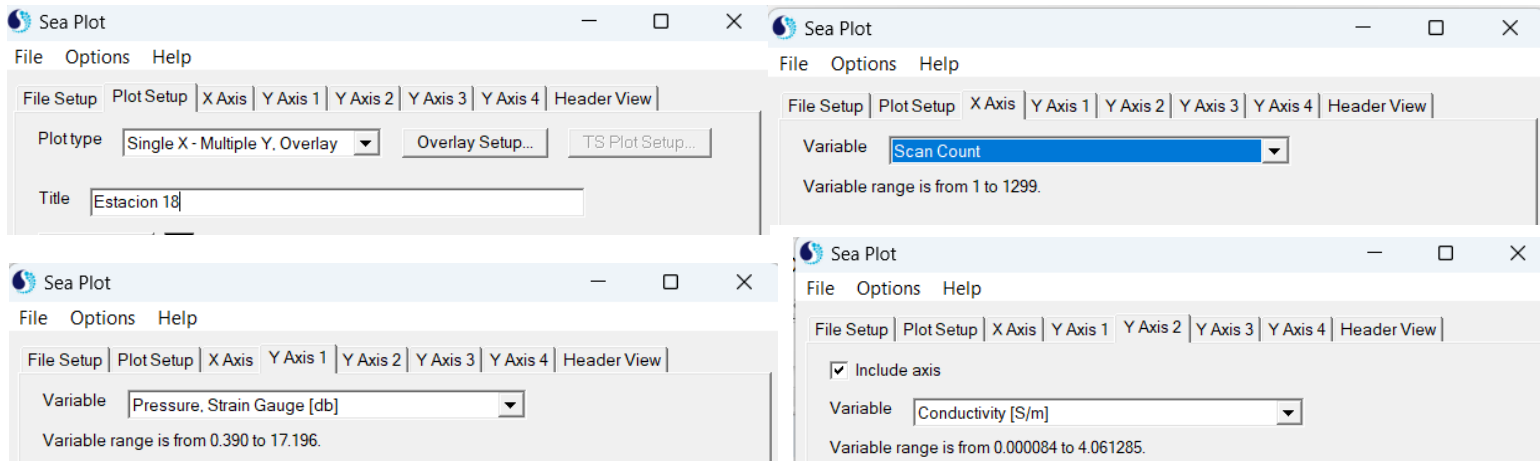 Sea Plot
File Options Help
File Setup Plot Setup X Axis Y Axis 1 Y Axis 2 Y Axis 3 Y Axis 4 Header View
Plot type Single X - Multiple Y, Overlay Overlay Setup... TS Plot Setup...
Title Estacion 18
Sea Plot
File Options Help
File Setup Plot Setup X Axis Y Axis 1 Y Axis 2 Y Axis 3 Y Axis 4 Header View
Variable Scan Count
Variable range is from 1 to 1299.
Sea Plot
File Options Help
File Setup Plot Setup X Axis Y Axis 1 Y Axis 2 Y Axis 3 Y Axis 4 Header View
Variable Pressure, Strain Gauge [db]
Variable range is from 0.390 to 17.196.
Sea Plot
File Options Help
File Setup Plot Setup X Axis Y Axis 1 Y Axis 2 Y Axis 3 Y Axis 4 Header View
Include axis
Variable Conductivity [S/m]
Variable range is from 0.000084 to 4.061285.